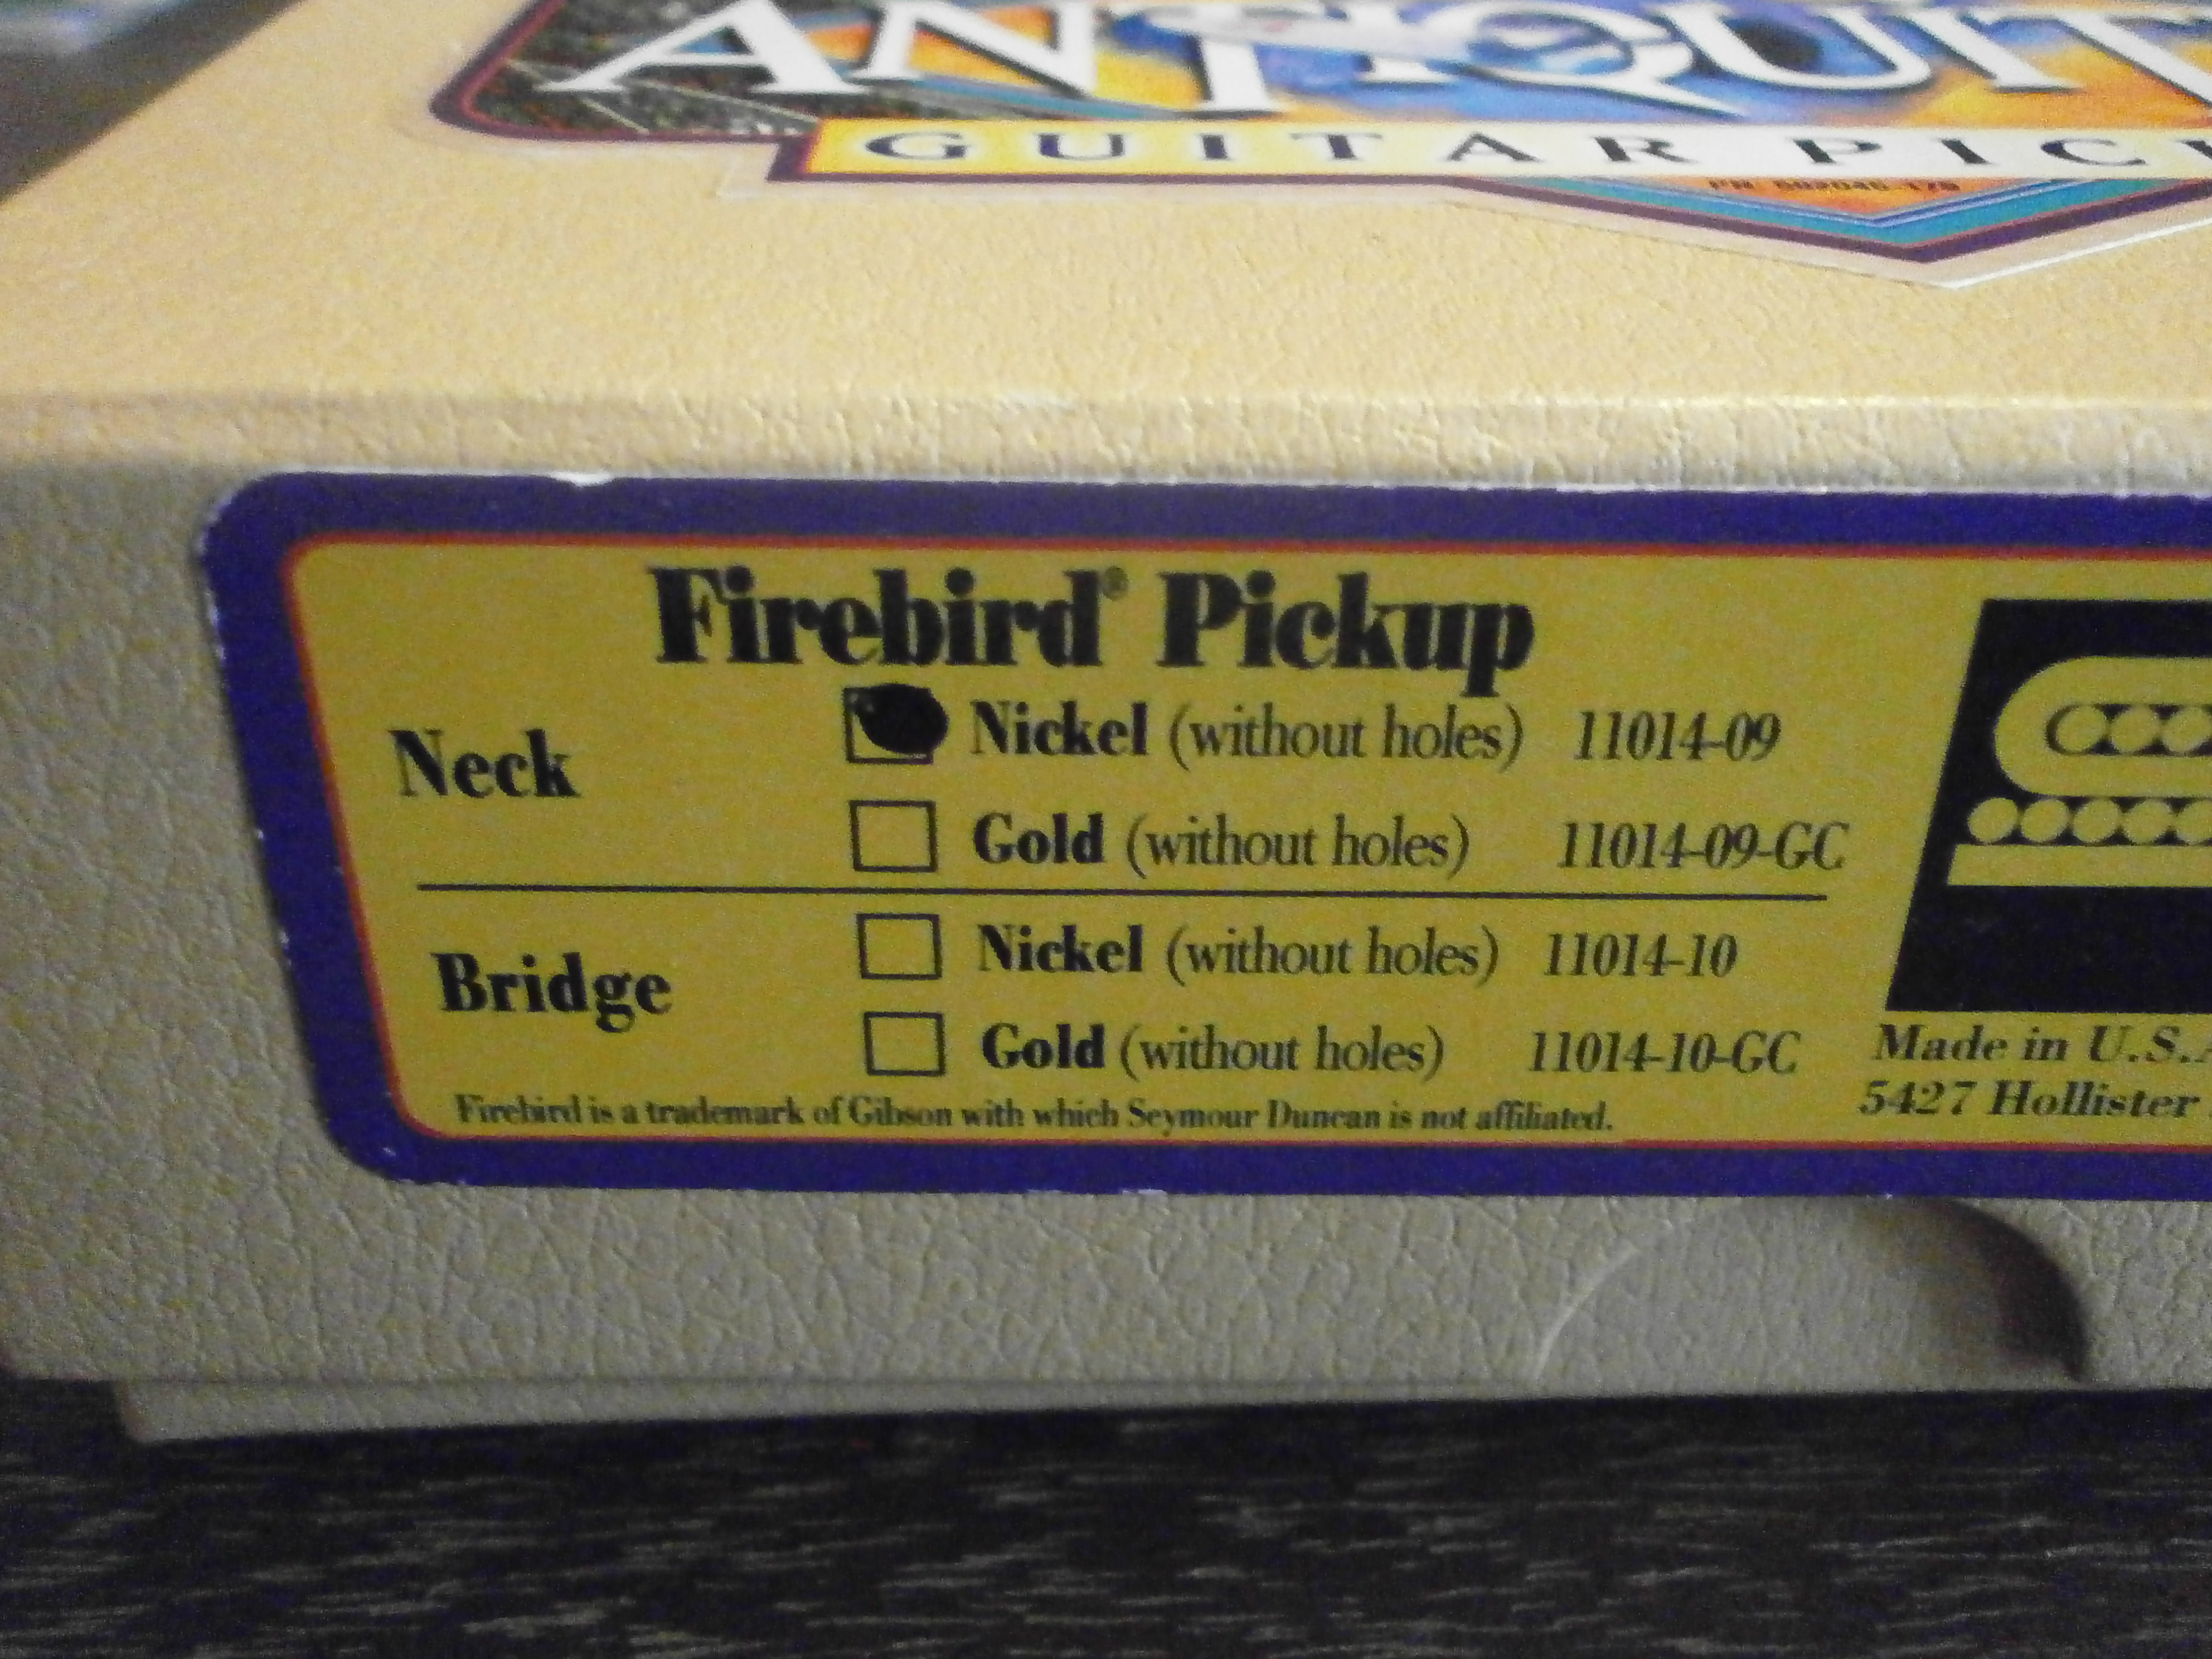 ANTIQUIT
GUITAR PIC
Firebird® Pickup
Neck
Nickel (without holes) 11014-09
Gold (without holes) 11014-09-GC
Bridge
Nickel (without holes) 11014-10
Gold (without holes) 11014-10-GC
Firebird is a trademark of Gibson with which Seymour Duncan is not affiliated.
Made in U.S.
5427 Hollister